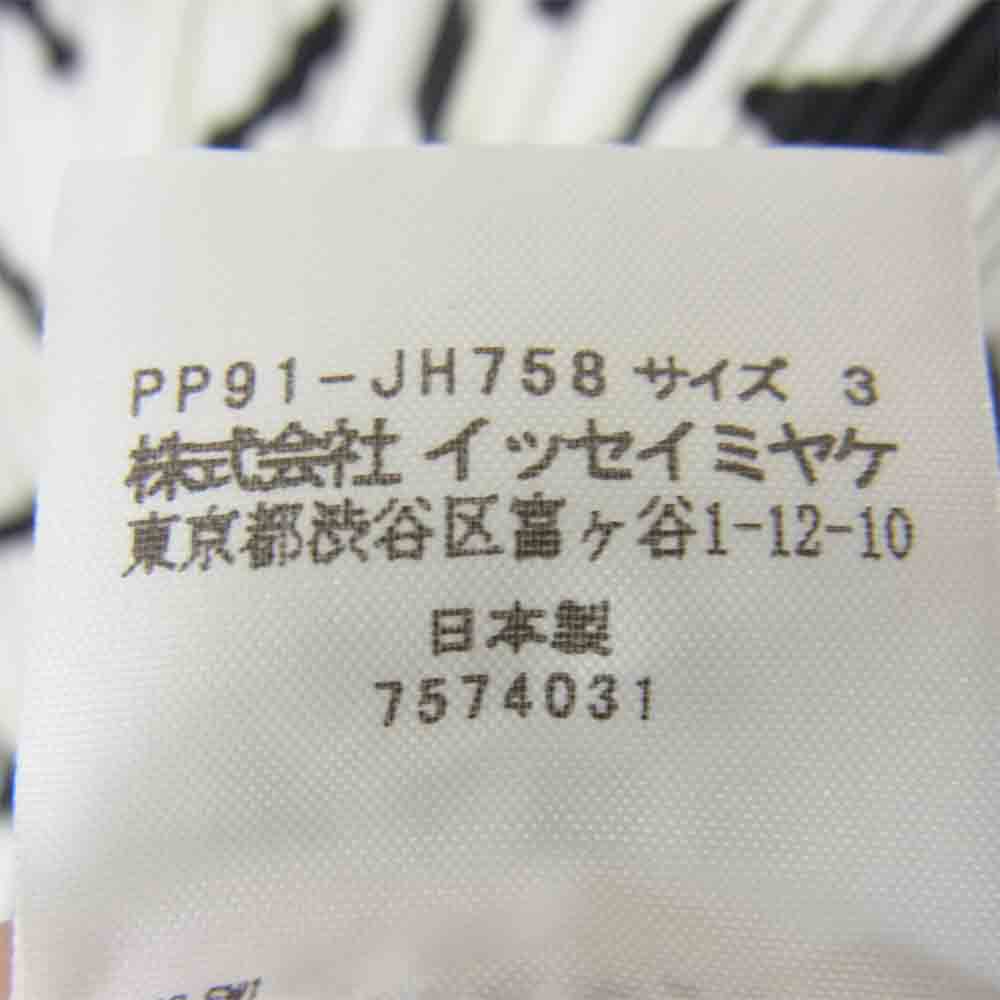 PP91-JH758 サイズ 3
株式会社 イッセイミヤケ
東京都渋谷区富ヶ谷1-12-10
日本製
7574031